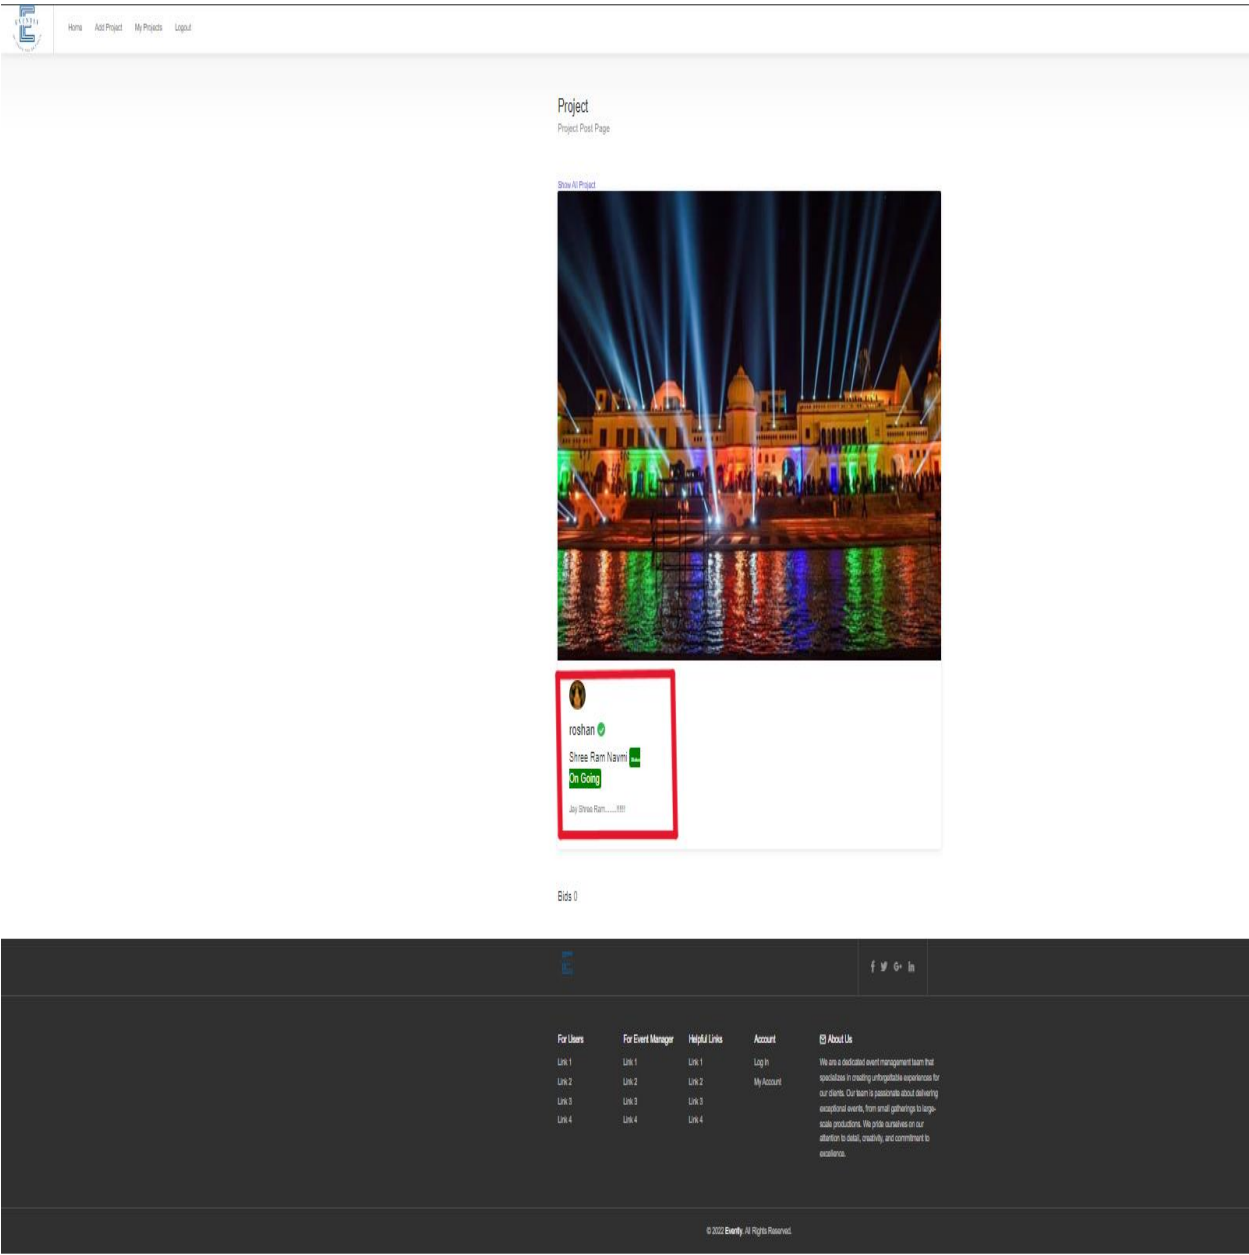 EVENTLY
Home Add Project My Projects Logout
Project
Project Post Page
Show All Project
roshan
Shree Ram Navmi Status
On Going
Jay Shree Ram.......!!!!!
Bids 0
For Users
Link 1
Link 2
Link 3
Link 4
For Event Manager
Link 1
Link 2
Link 3
Link 4
Helpful Links
Link 1
Link 2
Link 3
Link 4
Account
Log In
My Account
About Us
We are a dedicated event management team that
specializes in creating unforgettable experiences for
our clients. Our team is passionate about delivering
exceptional events, from small gatherings to large-
scale productions. We pride ourselves on our
attention to detail, creativity, and commitment to
excellence.
© 2022 Evently. All Rights Reserved.